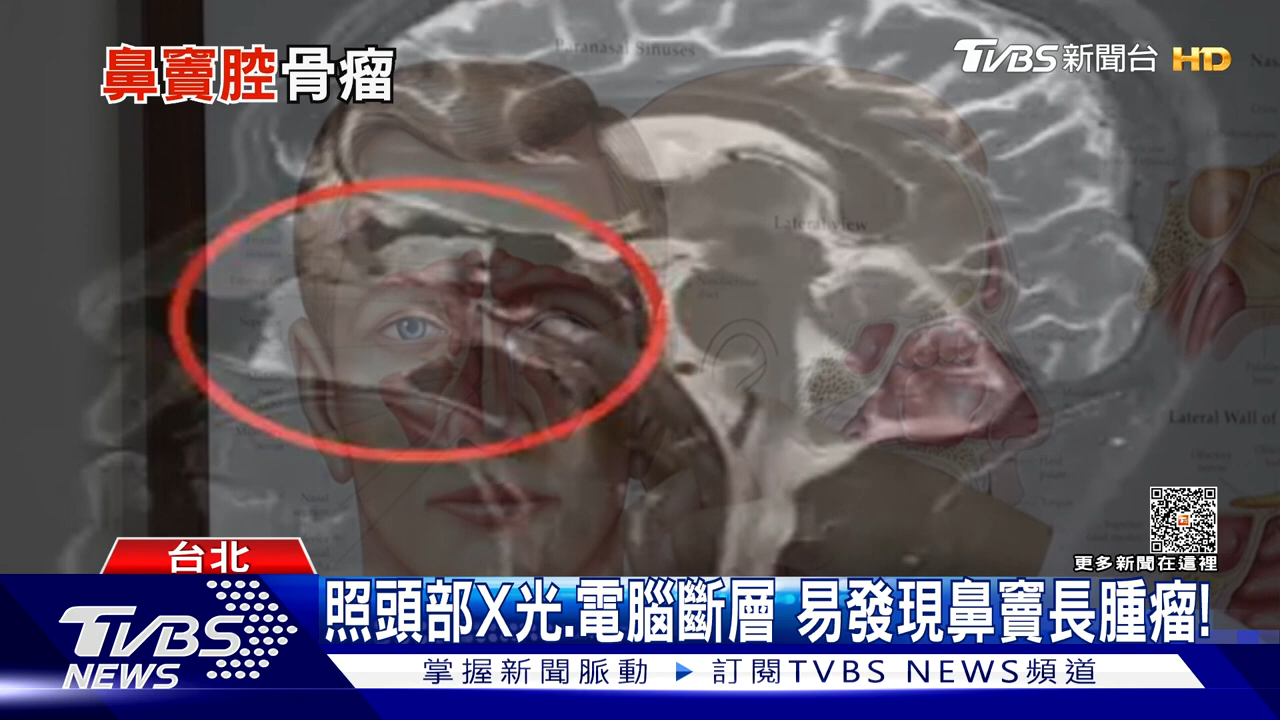 鼻竇腔骨瘤
TVBS新聞台 HD
Paranasal Sinuses
Lateral view
Lateral Wall of
更多新聞在這裡
台北
TVBS NEWS
照頭部X光.電腦斷層 易發現鼻竇長腫瘤!
掌握新聞脈動 ▶ 訂閱TVBS NEWS頻道